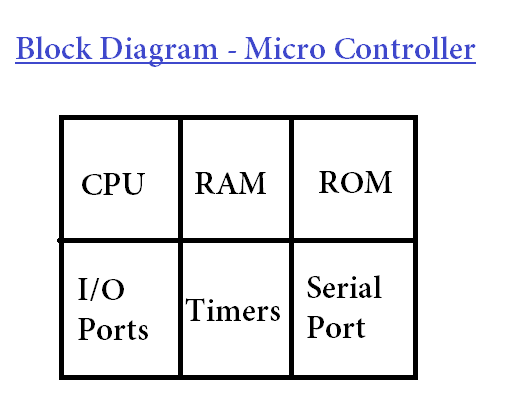 Block Diagram - Micro Controller
CPU
RAM
ROM
I/O
Ports
Timers
Serial
Port